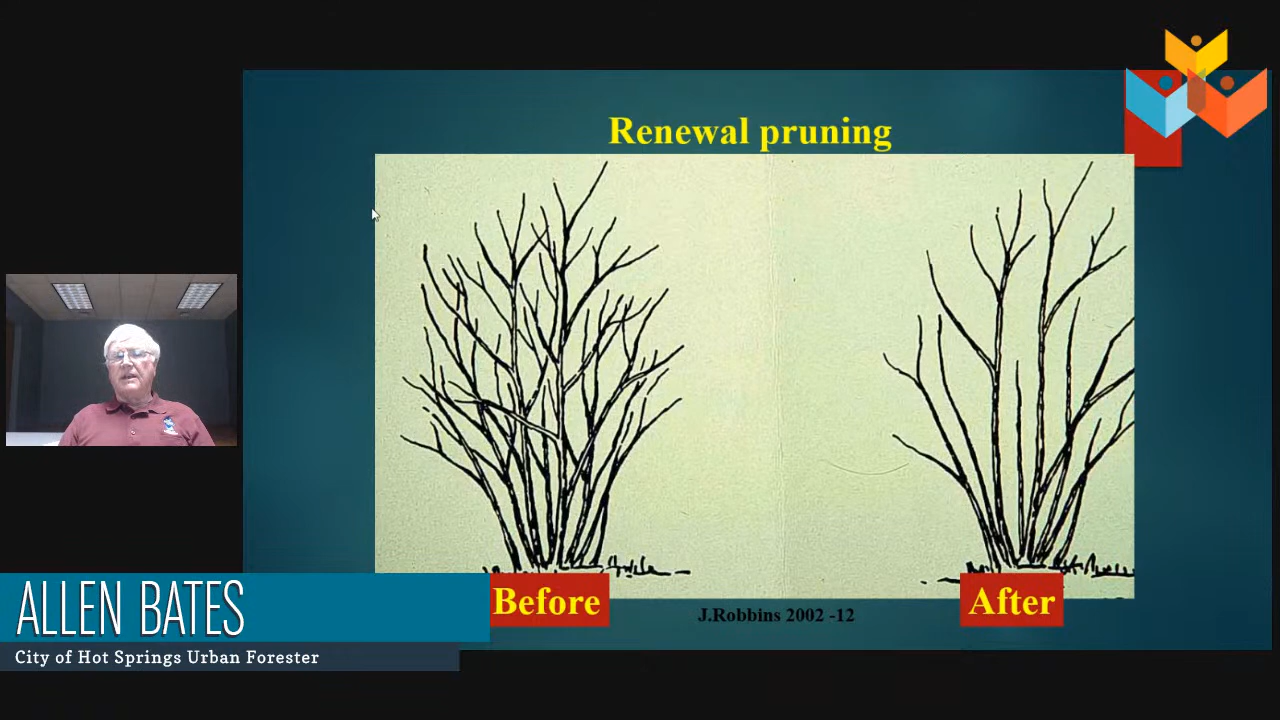 Renewal pruning
Before
After
J.Robbins 2002 -12
ALLEN BATES
City of Hot Springs Urban Forester